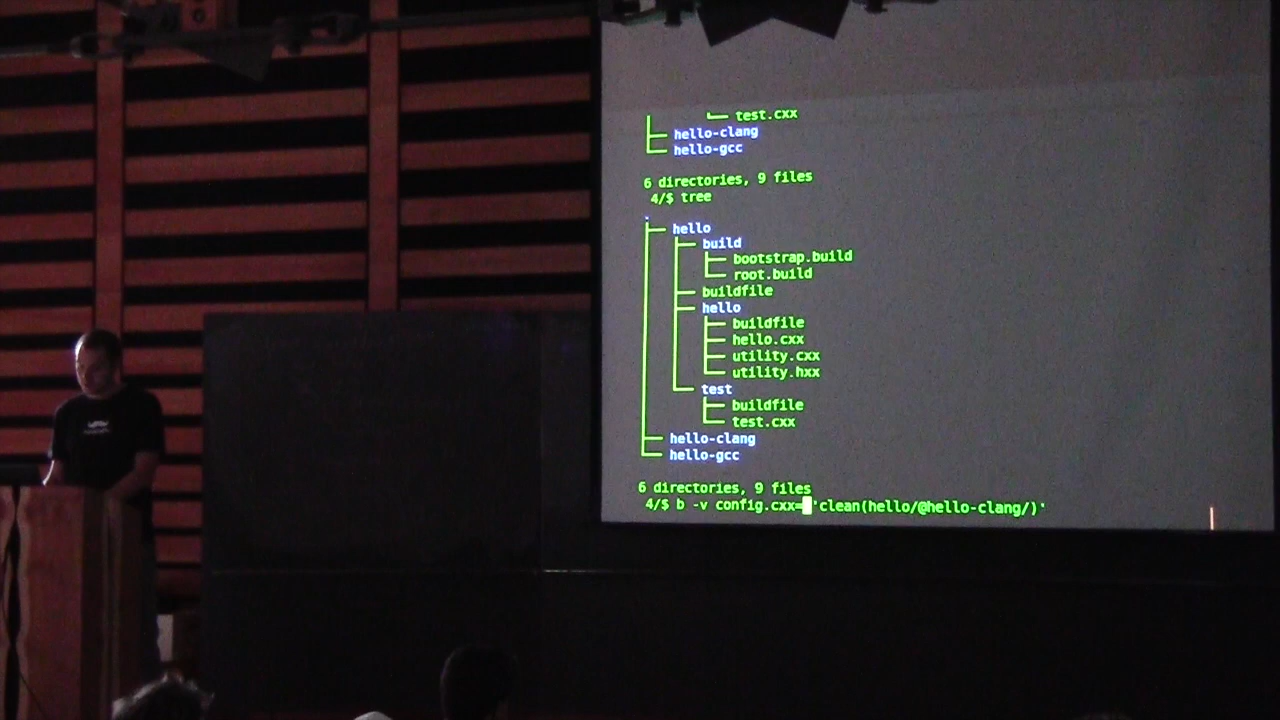 └── test.cxx
├── hello-clang
└── hello-gcc
6 directories, 9 files
4/$ tree
.
├── hello
│   ├── build
│   │   ├── bootstrap.build
│   │   └── root.build
│   ├── buildfile
│   ├── hello
│   │   ├── buildfile
│   │   ├── hello.cxx
│   │   ├── utility.cxx
│   │   └── utility.hxx
│   └── test
│       ├── buildfile
│       └── test.cxx
├── hello-clang
└── hello-gcc
6 directories, 9 files
4/$ b -v config.cxx= 'clean(hello/@hello-clang/)'